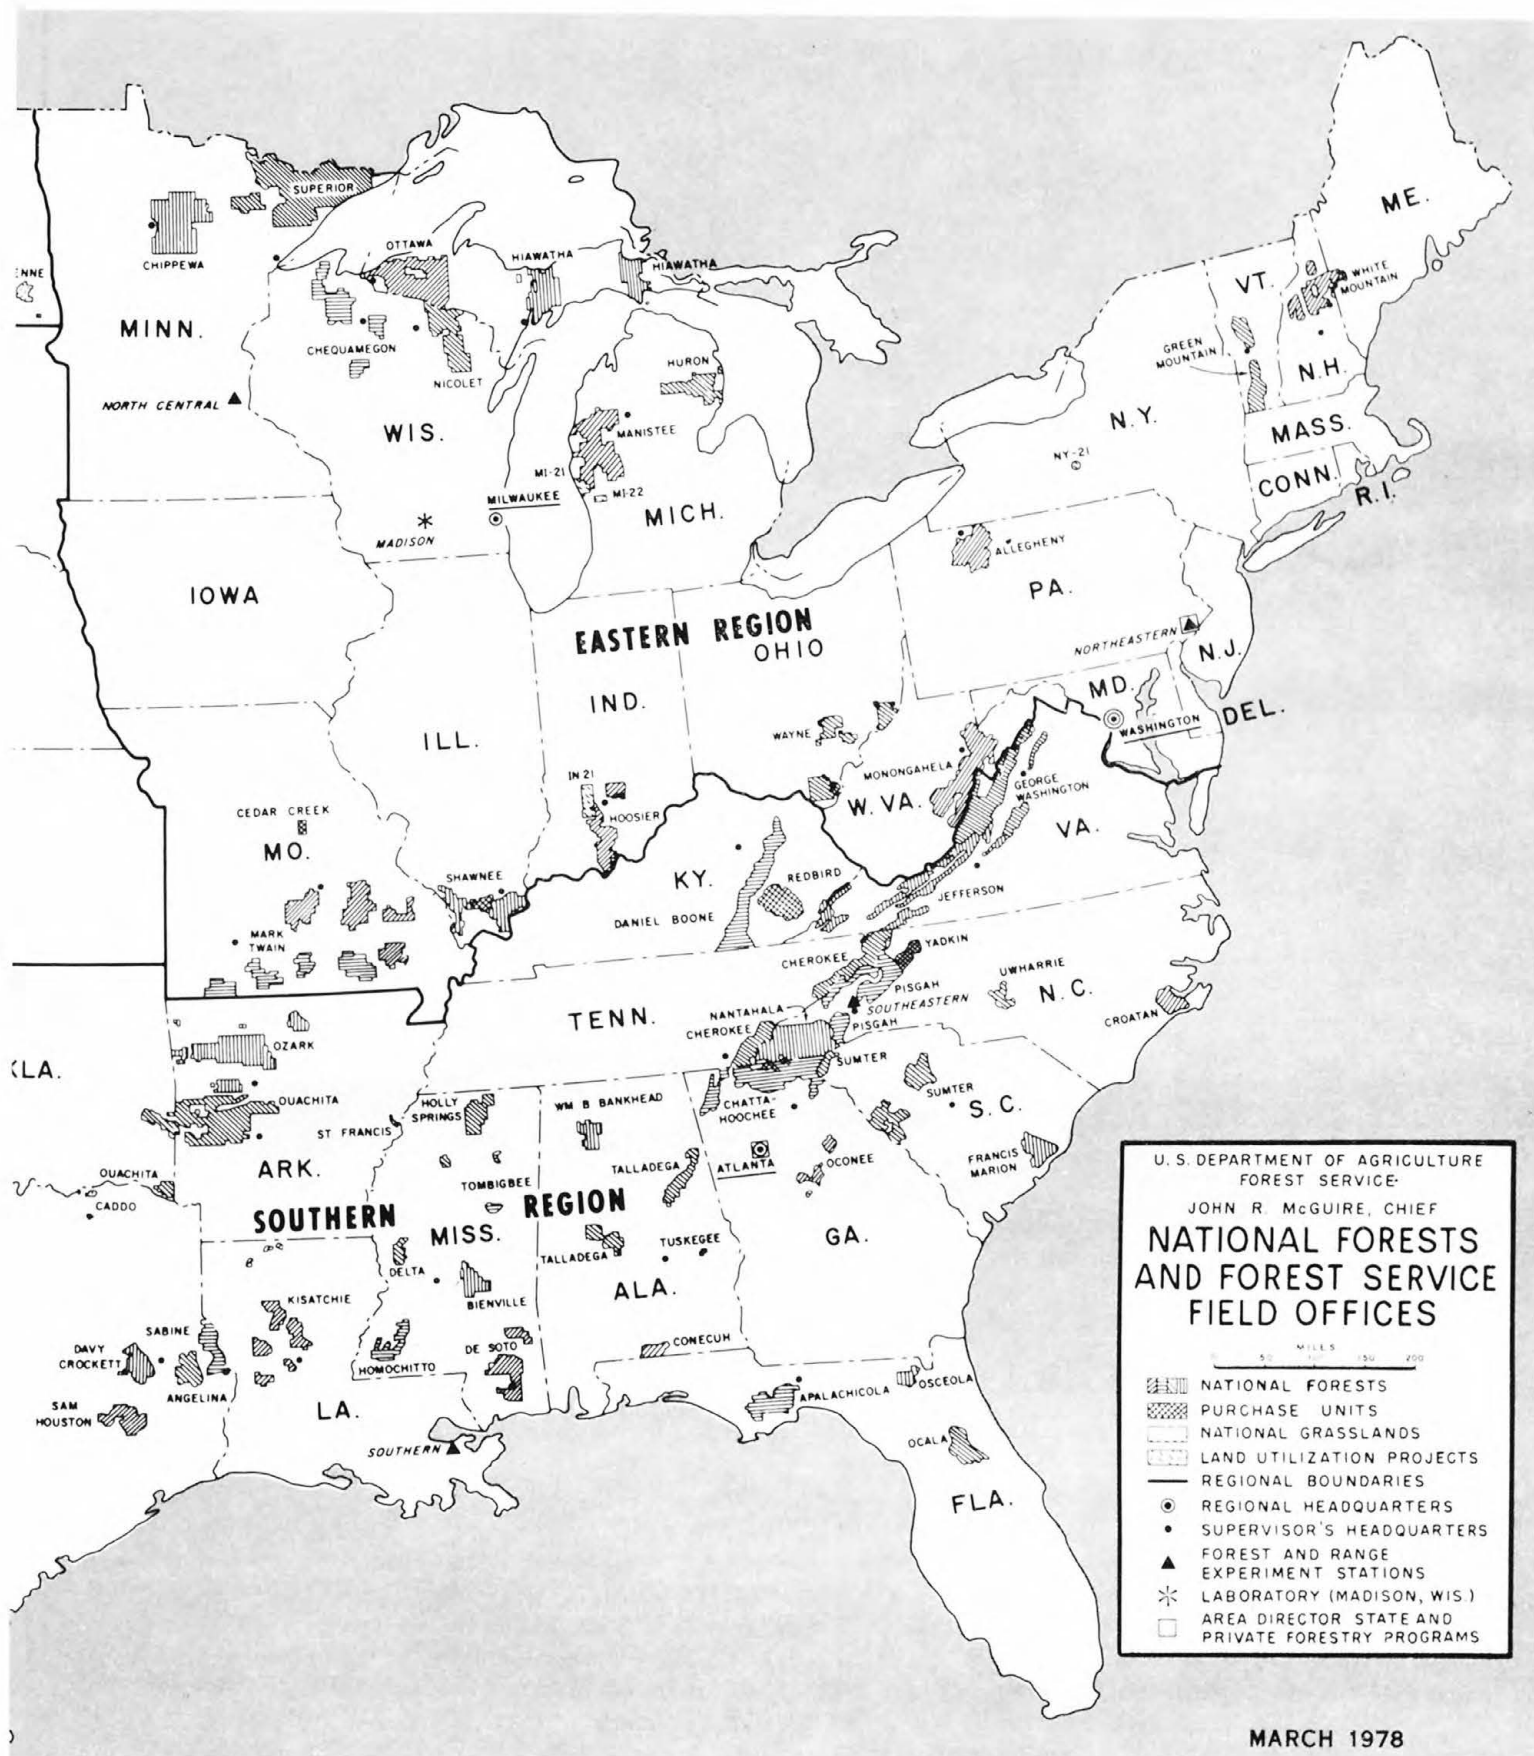 SUPERIOR
CHIPPEWA
OTTAWA
HIAWATHA
HIAWATHA
ENNE
MINN.
CHEQUAMEGON
NICOLET
HURON
NORTH CENTRAL
WIS.
MANISTEE
MI-21
MI-22
MILWAUKEE
MADISON
MICH.
ME.
VT.
WHITE
MOUNTAIN
GREEN
MOUNTAIN
N.H.
N.Y.
NY-21
MASS.
CONN.
R.I.
ALLEGHENY
PA.
NORTHEASTERN
N.J.
MD.
WASHINGTON
DEL.
IOWA
EASTERN REGION
OHIO
IND.
ILL.
WAYNE
MONONGAHELA
GEORGE
WASHINGTON
W. VA.
VA.
IN 21
HOOSIER
CEDAR CREEK
MO.
SHAWNEE
KY.
REDBIRD
DANIEL BOONE
JEFFERSON
MARK
TWAIN
CHEROKEE
YADKIN
UWHARRIE
PISGAH
SOUTHEASTERN
N.C.
CROATAN
TENN.
NANTAHALA
CHEROKEE
PISGAH
SUMTER
OZARK
KLA.
OUACHITA
ST FRANCIS
HOLLY
SPRINGS
WM B BANKHEAD
CHATTA-
HOOCHEE
SUMTER
S.C.
ARK.
OUACHITA
CADDO
TOMBIGBEE
TALLADEGA
ATLANTA
OCONEE
FRANCIS
MARION
SOUTHERN REGION
MISS.
TALLADEGA
TUSKEGEE
GA.
DELTA
BIENVILLE
ALA.
KISATCHIE
SABINE
DAVY
CROCKETT
ANGELINA
HOMOCHITTO
DE SOTO
CONECUH
SAM
HOUSTON
LA.
APALACHICOLA
OSCEOLA
SOUTHERN
OCALA
FLA.
U. S. DEPARTMENT OF AGRICULTURE
FOREST SERVICE
JOHN R. McGUIRE, CHIEF
NATIONAL FORESTS
AND FOREST SERVICE
FIELD OFFICES
MILES
0 50 100 150 200
NATIONAL FORESTS
PURCHASE UNITS
NATIONAL GRASSLANDS
LAND UTILIZATION PROJECTS
REGIONAL BOUNDARIES
REGIONAL HEADQUARTERS
SUPERVISOR'S HEADQUARTERS
FOREST AND RANGE
EXPERIMENT STATIONS
LABORATORY (MADISON, WIS.)
AREA DIRECTOR STATE AND
PRIVATE FORESTRY PROGRAMS
MARCH 1978